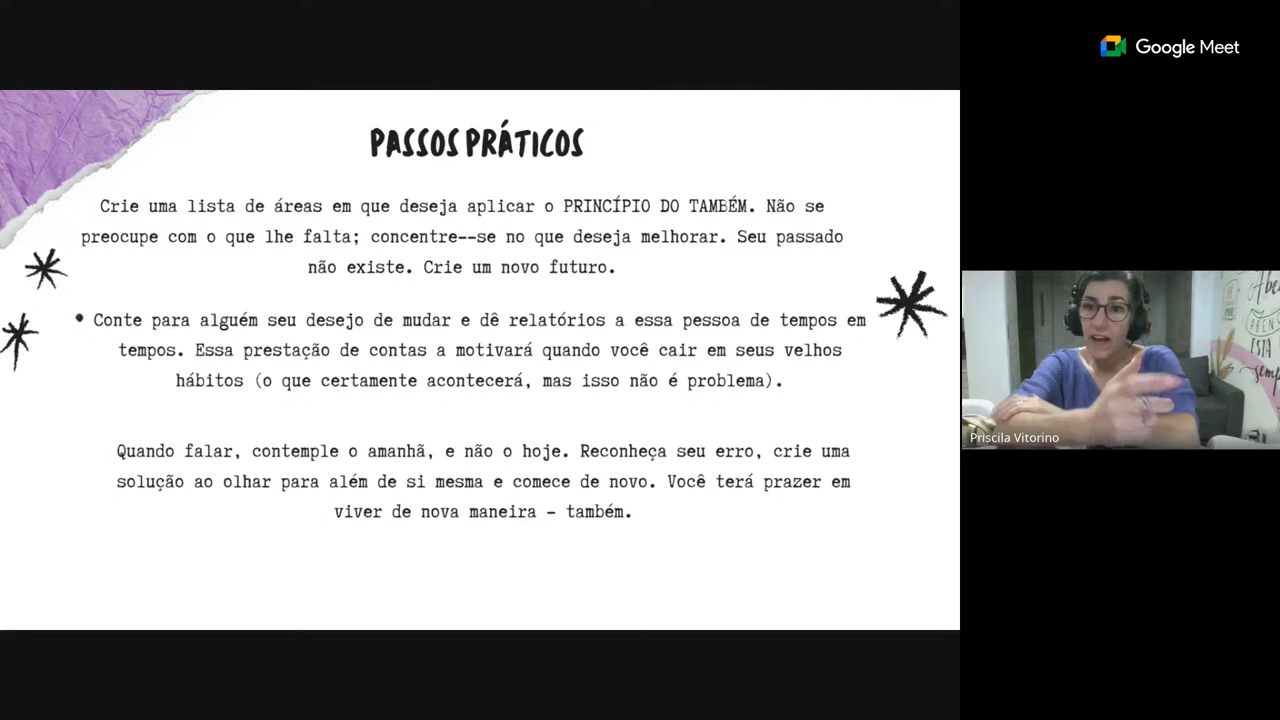 Google Meet
PASSOS PRÁTICOS
Crie uma lista de áreas em que deseja aplicar o PRINCÍPIO DO TAMBÉM. Não se
preocupe com o que lhe falta; concentre--se no que deseja melhorar. Seu passado
não existe. Crie um novo futuro.
• Conte para alguém seu desejo de mudar e dê relatórios a essa pessoa de tempos em
tempos. Essa prestação de contas a motivará quando você cair em seus velhos
hábitos (o que certamente acontecerá, mas isso não é problema).
Quando falar, contemple o amanhã, e não o hoje. Reconheça seu erro, crie uma
solução ao olhar para além de si mesma e comece de novo. Você terá prazer em
viver de nova maneira - também.
Priscila Vitorino